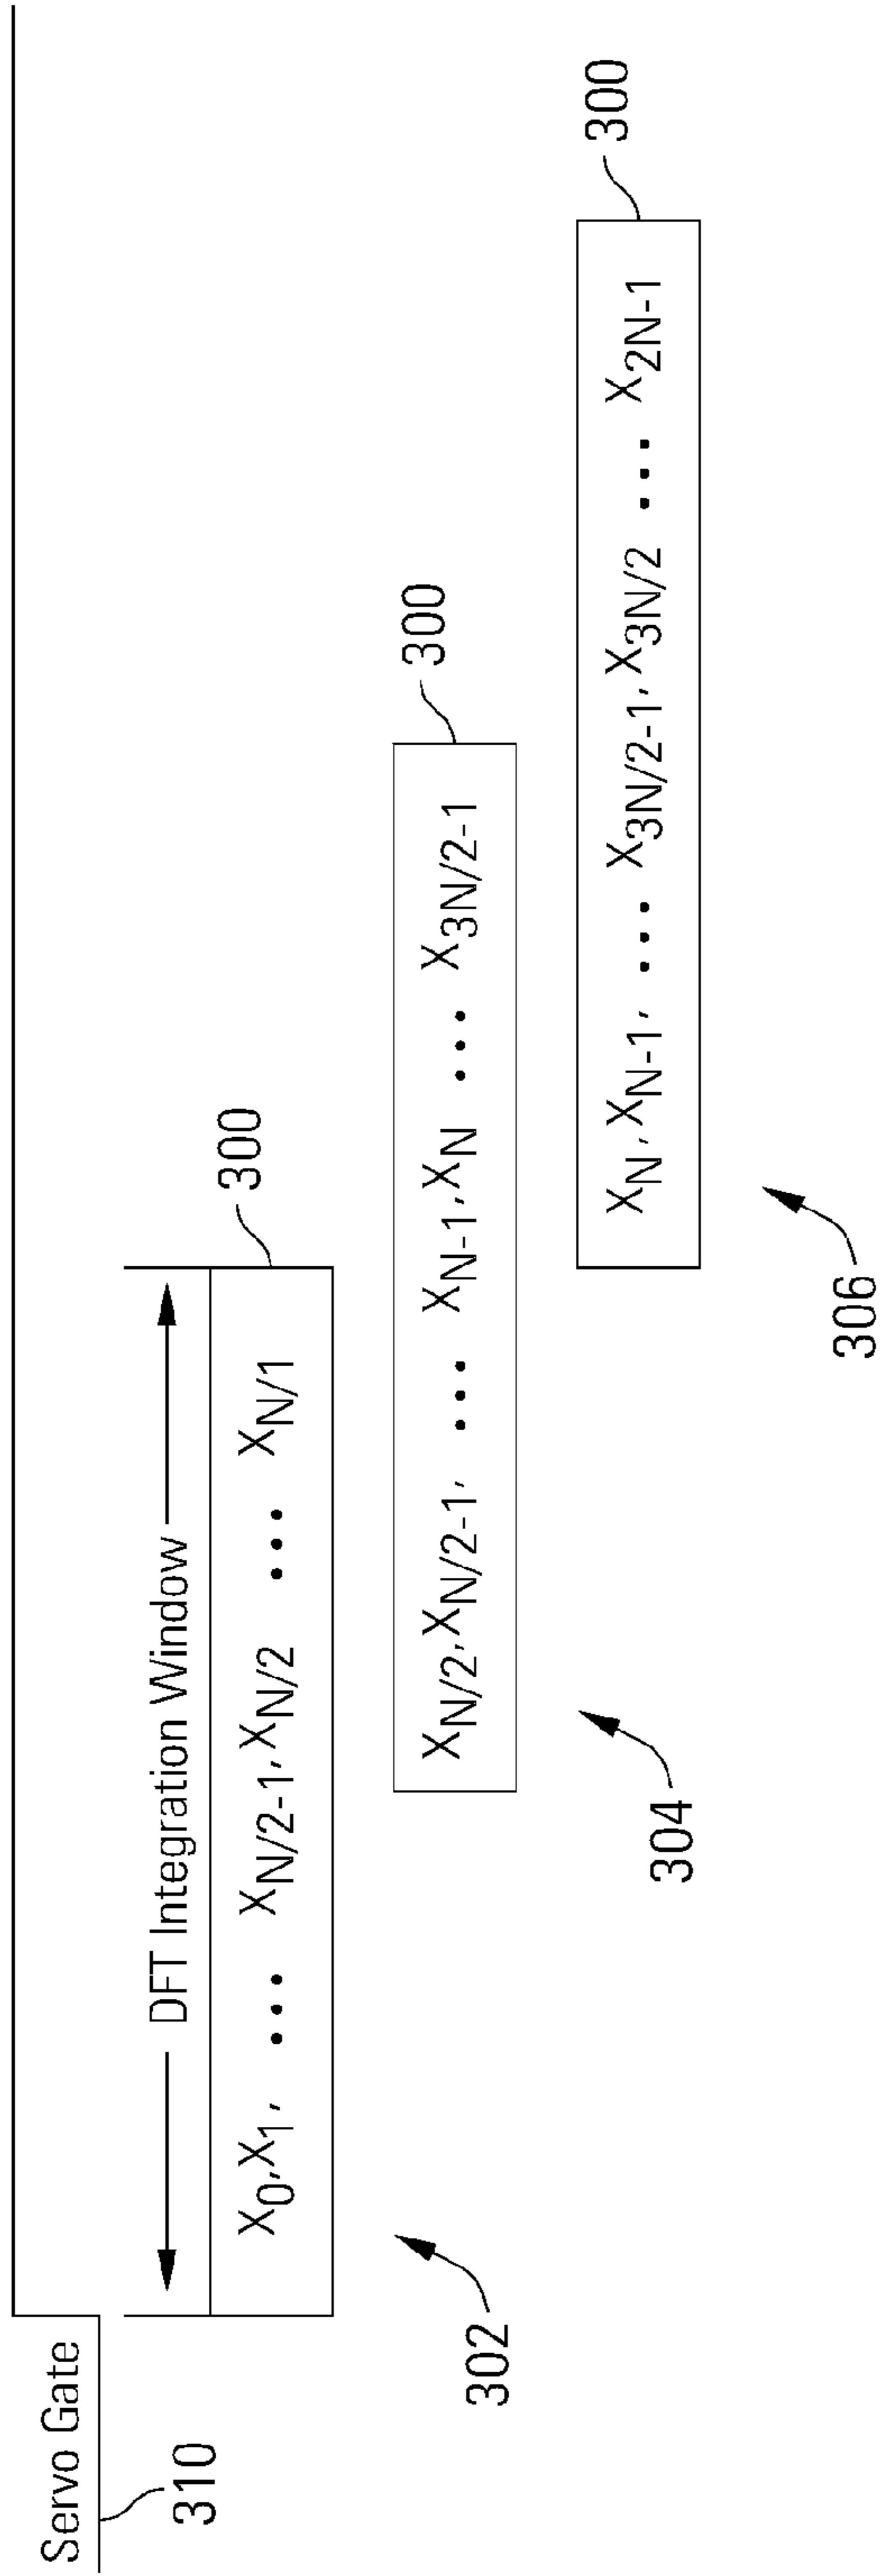 Servo Gate
310
DFT Integration Window
X0,X1, ••• XN/2-1,XN/2 ••• XN/1
300
302
XN/2,XN/2-1, ••• XN-1,XN ••• X3N/2-1
300
304
XN,XN-1, ••• X3N/2-1,X3N/2 ••• X2N-1
300
306